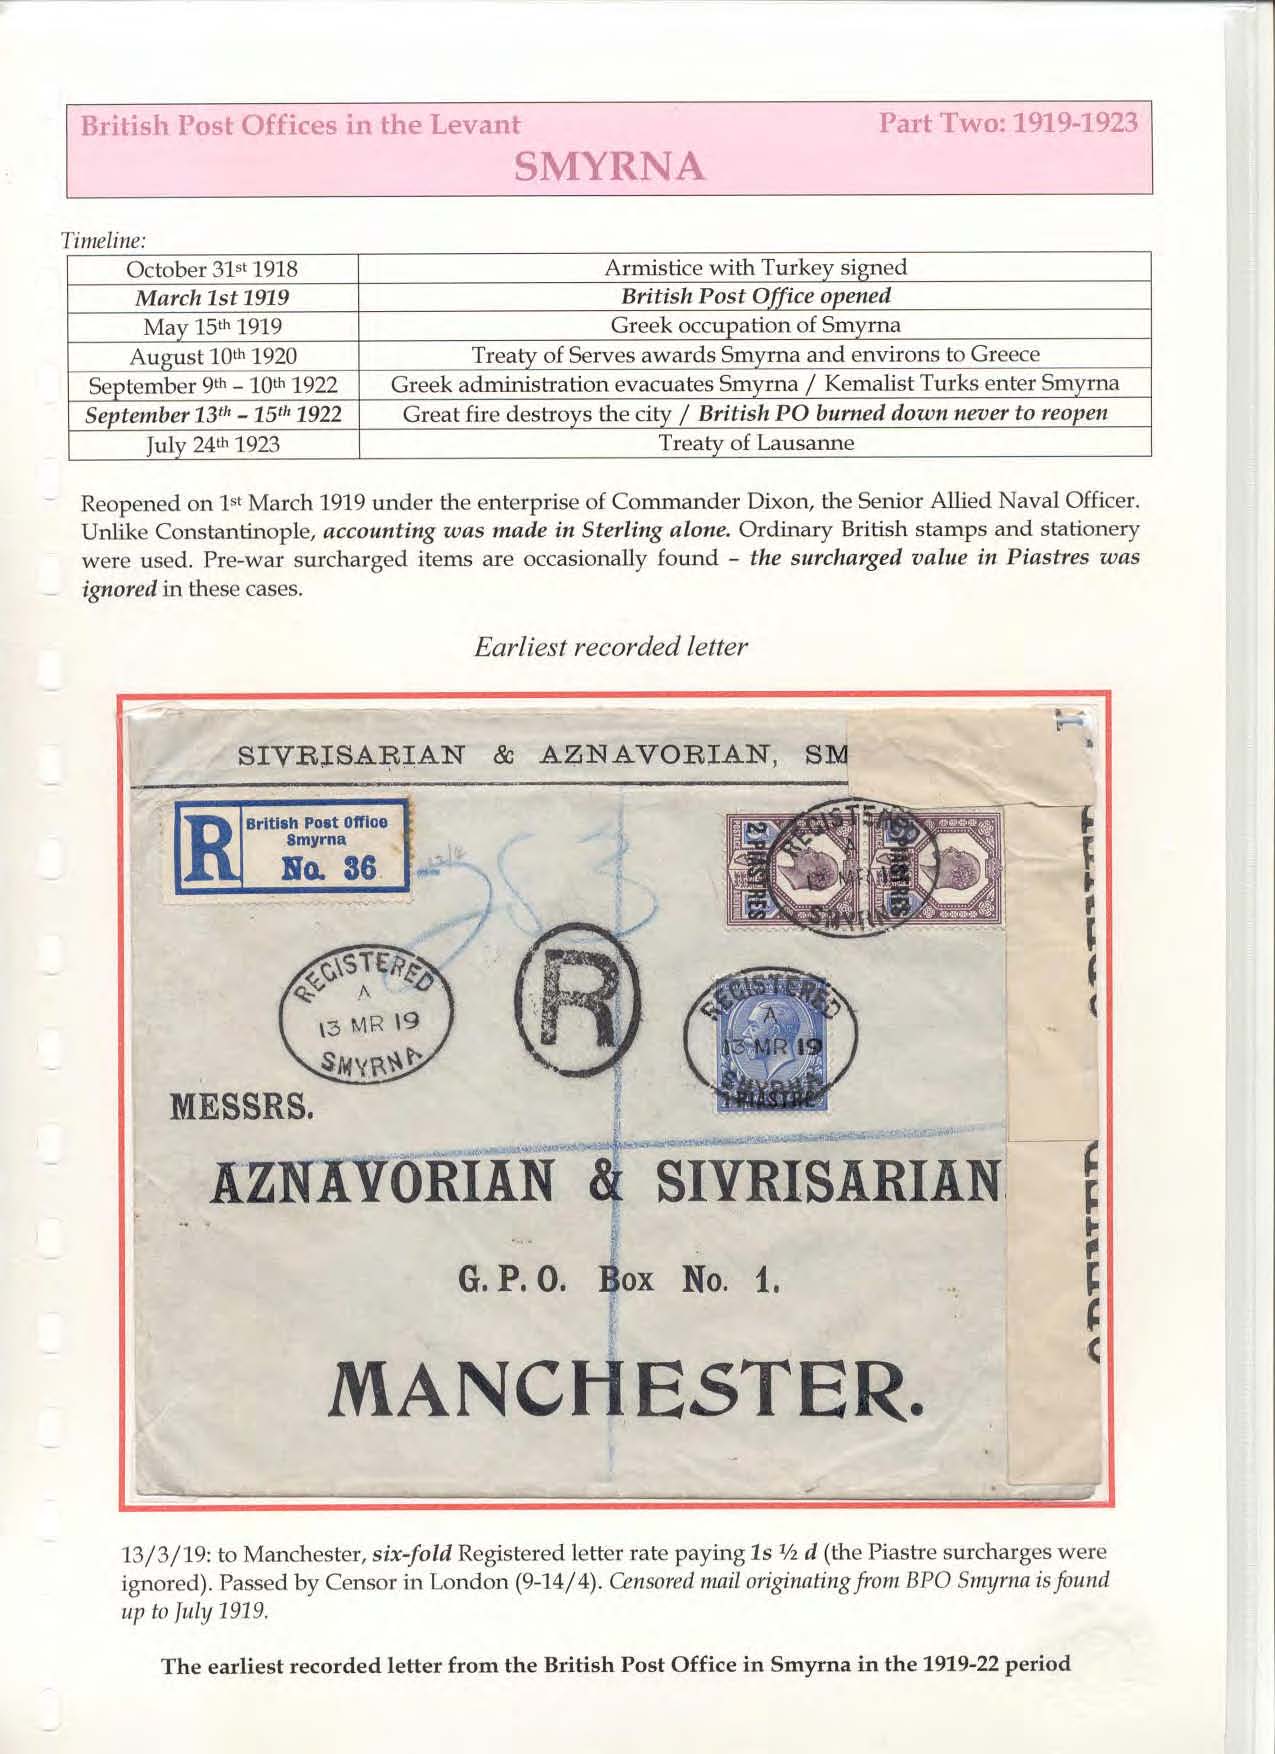 British Post Offices in the Levant Part Two: 1919-1923
SMYRNA
Timeline:
October 31st 1918 Armistice with Turkey signed
March 1st 1919 British Post Office opened
May 15th 1919 Greek occupation of Smyrna
August 10th 1920 Treaty of Serves awards Smyrna and environs to Greece
September 9th – 10th 1922 Greek administration evacuates Smyrna / Kemalist Turks enter Smyrna
September 13th – 15th 1922 Great fire destroys the city / British PO burned down never to reopen
July 24th 1923 Treaty of Lausanne
Reopened on 1st March 1919 under the enterprise of Commander Dixon, the Senior Allied Naval Officer.
Unlike Constantinople, accounting was made in Sterling alone. Ordinary British stamps and stationery
were used. Pre-war surcharged items are occasionally found – the surcharged value in Piastres was
ignored in these cases.
Earliest recorded letter
SIVRISARIAN & AZNAVORIAN, SM
R British Post Office
Smyrna
No. 36
2 PIASTRES
PIASTRES
REGISTERED
A
13 MR 19
SMYRNA
REGISTERED
A
13 MR 19
SMYRNA
R
REGISTERED
A
13 MR 19
SMYRNA
1 PIASTRE
MESSRS.
AZNAVORIAN & SIVRISARIAN
G. P. O. Box No. 1.
MANCHESTER.
13/3/19: to Manchester, six-fold Registered letter rate paying 1s ½ d (the Piastre surcharges were
ignored). Passed by Censor in London (9-14/4). Censored mail originating from BPO Smyrna is found
up to July 1919.
The earliest recorded letter from the British Post Office in Smyrna in the 1919-22 period